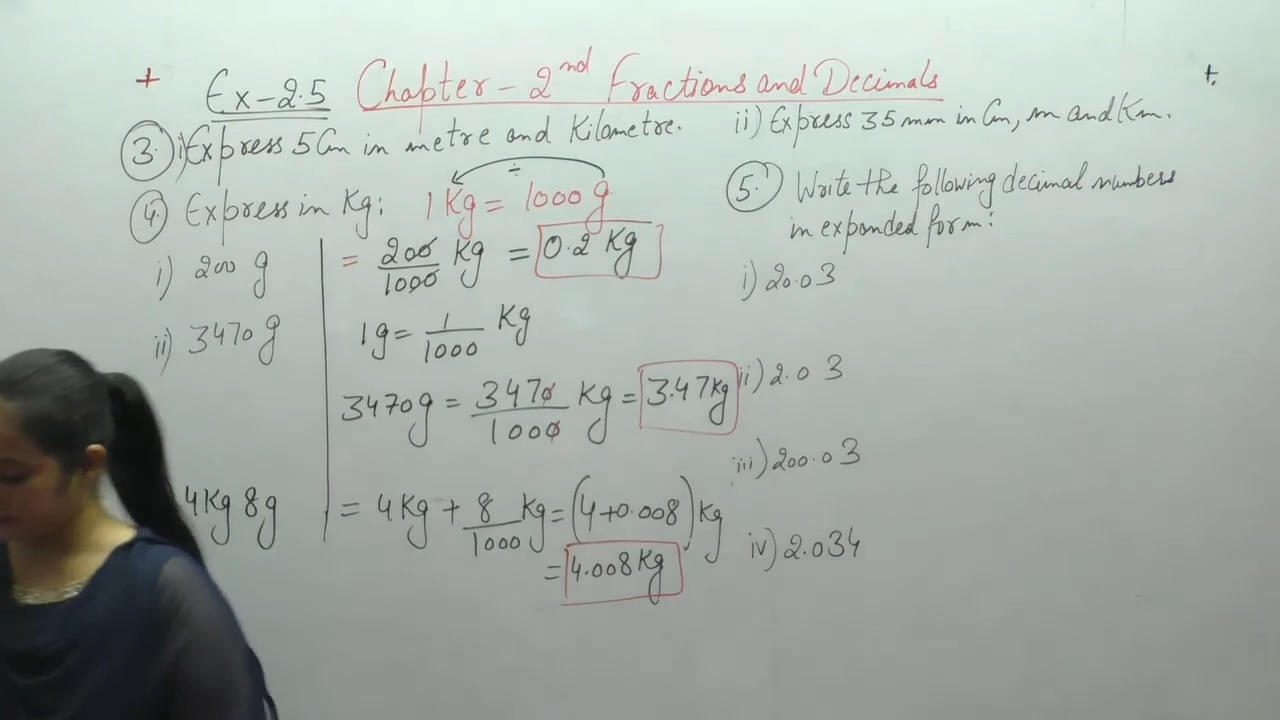 Ex-2.5 Chapter-2nd Fractions and Decimals
3. i) Express 5 Cm in metre and Kilometre.
4. Express in Kg: 1 Kg = 1000 g
÷
i) 200 g = 200/1000 Kg = 0.2 Kg
ii) 3470 g
1g = 1/1000 Kg
3470g = 3470/1000 Kg = 3.47 Kg
4Kg 8g = 4Kg + 8/1000 Kg = (4+0.008) Kg
= 4.008 Kg
ii) Express 35 mm in Cm, m and Km.
5. Write the following decimal numbers
in expanded form:
i) 20.03
ii) 2.03
iii) 200.03
iv) 2.034